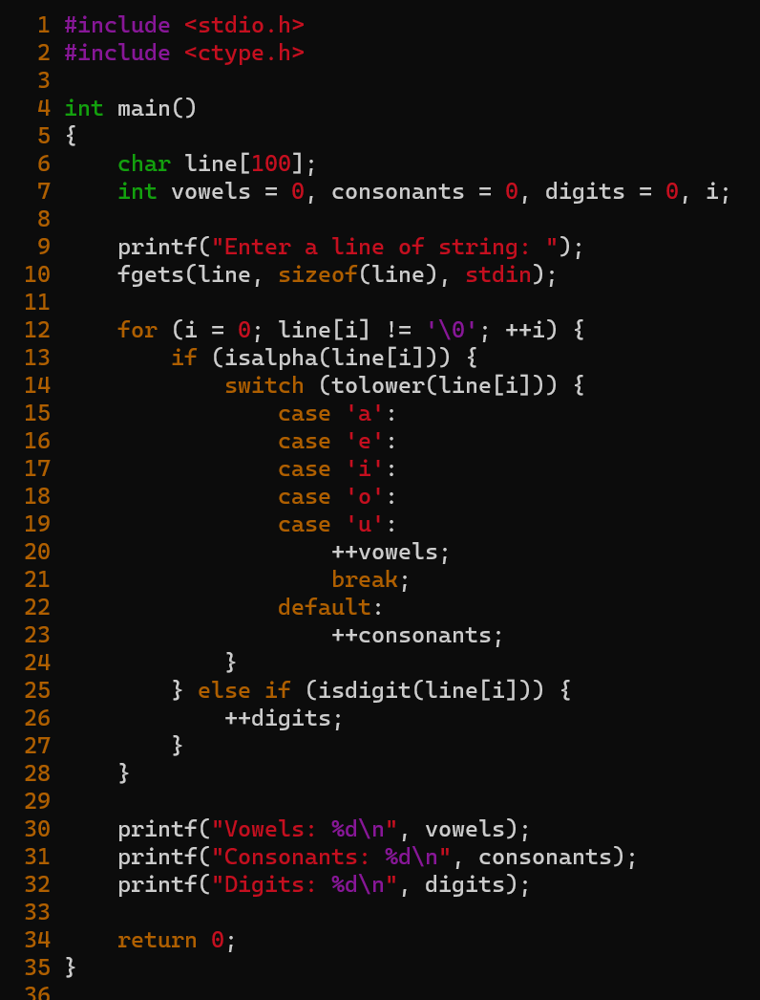 1 #include <stdio.h>
2 #include <ctype.h>
3
4 int main()
5 {
6     char line[100];
7     int vowels = 0, consonants = 0, digits = 0, i;
8
9     printf("Enter a line of string: ");
10     fgets(line, sizeof(line), stdin);
11
12     for (i = 0; line[i] != '\0'; ++i) {
13         if (isalpha(line[i])) {
14             switch (tolower(line[i])) {
15                 case 'a':
16                 case 'e':
17                 case 'i':
18                 case 'o':
19                 case 'u':
20                     ++vowels;
21                     break;
22                 default:
23                     ++consonants;
24             }
25         } else if (isdigit(line[i])) {
26             ++digits;
27         }
28     }
29
30     printf("Vowels: %d\n", vowels);
31     printf("Consonants: %d\n", consonants);
32     printf("Digits: %d\n", digits);
33
34     return 0;
35 }
36